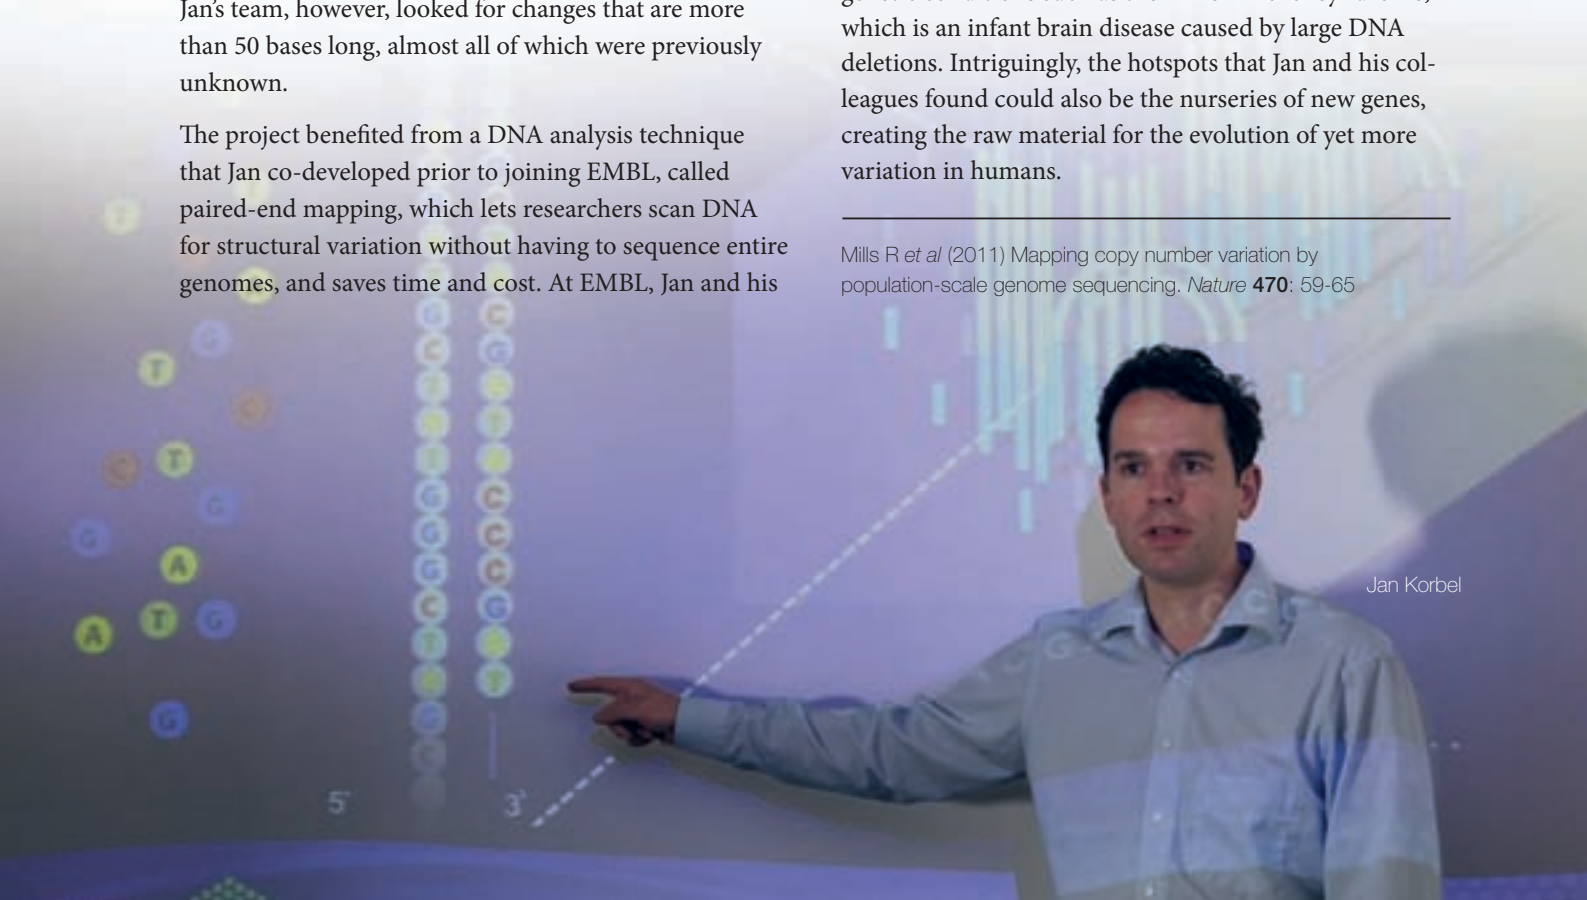 Jan's team, however, looked for changes that are more
than 50 bases long, almost all of which were previously
unknown.
The project benefited from a DNA analysis technique
that Jan co-developed prior to joining EMBL, called
paired-end mapping, which lets researchers scan DNA
for structural variation without having to sequence entire
genomes, and saves time and cost. At EMBL, Jan and his
which is an infant brain disease caused by large DNA
deletions. Intriguingly, the hotspots that Jan and his col-
leagues found could also be the nurseries of new genes,
creating the raw material for the evolution of yet more
variation in humans.
Mills R et al (2011) Mapping copy number variation by
population-scale genome sequencing. Nature 470: 59-65
G C
C G
G C
G C
G C
C G
G
T
T
G
G
A
A T G
G
5' 3'
Jan Korbel